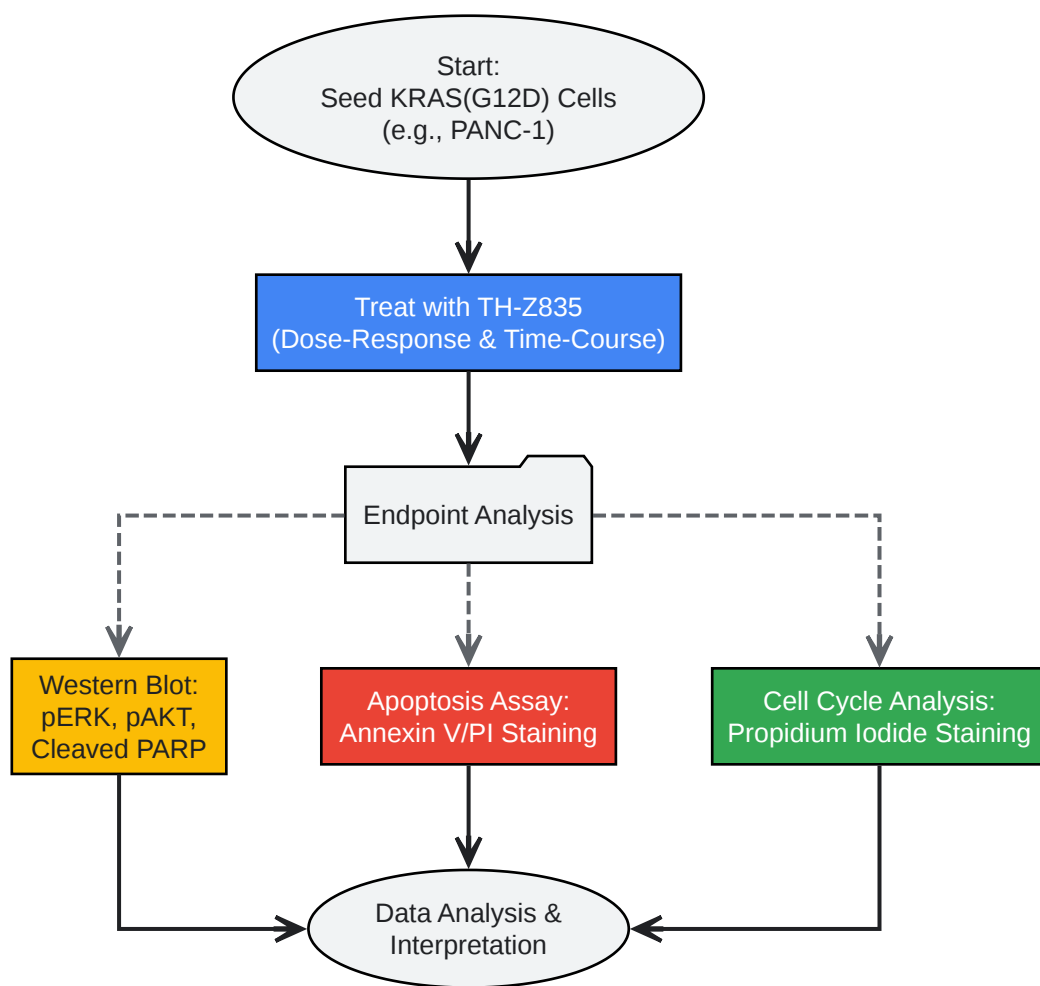 Start:
Seed KRAS(G12D) Cells
(e.g., PANC-1)
Treat with TH-Z835
(Dose-Response & Time-Course)
Endpoint Analysis
Western Blot:
pERK, pAKT,
Cleaved PARP
Apoptosis Assay:
Annexin V/PI Staining
Cell Cycle Analysis:
Propidium Iodide Staining
Data Analysis &
Interpretation